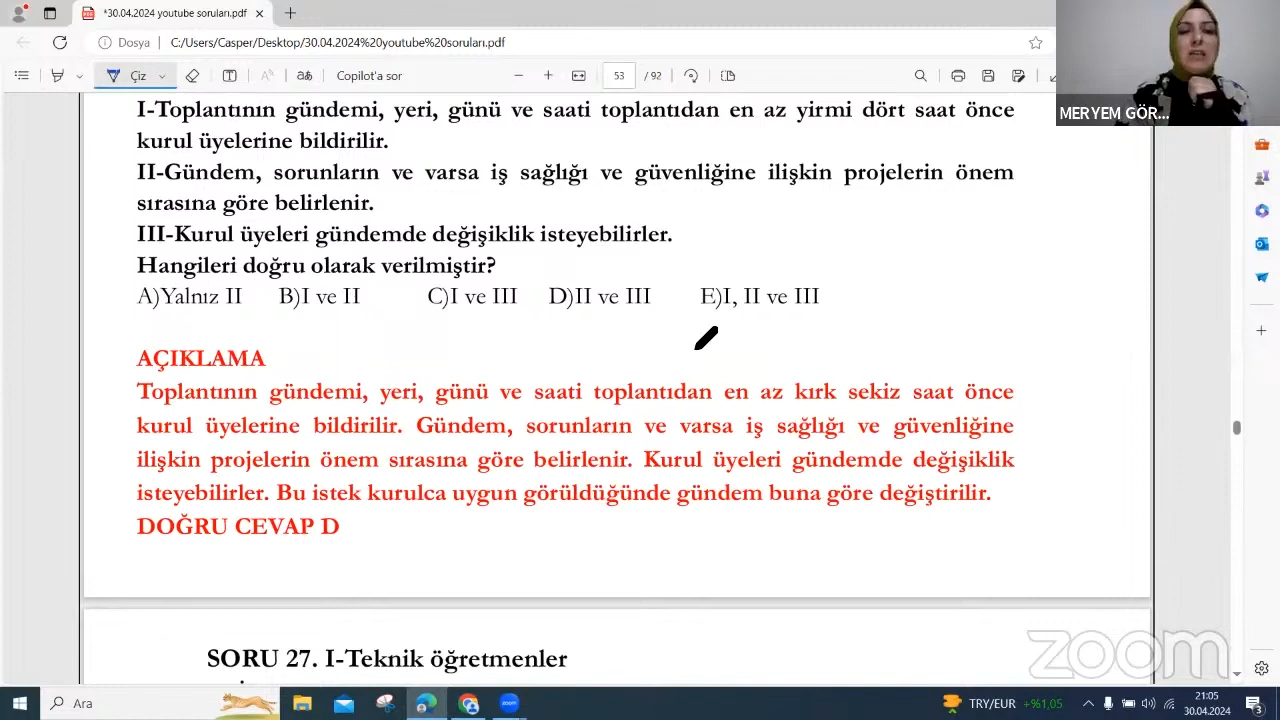 *30.04.2024 youtube soruları.pdf
Dosya
C:/Users/Casper/Desktop/30.04.2024%20youtube%20soruları.pdf
Çiz
Copilot'a sor
53 / 92
MERYEM GÖR...
I-Toplantının gündemi, yeri, günü ve saati toplantıdan en az yirmi dört saat önce
kurul üyelerine bildirilir.
II-Gündem, sorunların ve varsa iş sağlığı ve güvenliğine ilişkin projelerin önem
sırasına göre belirlenir.
III-Kurul üyeleri gündemde değişiklik isteyebilirler.
Hangileri doğru olarak verilmiştir?
A)Yalnız II B)I ve II C)I ve III D)II ve III E)I, II ve III
AÇIKLAMA
Toplantının gündemi, yeri, günü ve saati toplantıdan en az kırk sekiz saat önce
kurul üyelerine bildirilir. Gündem, sorunların ve varsa iş sağlığı ve güvenliğine
ilişkin projelerin önem sırasına göre belirlenir. Kurul üyeleri gündemde değişiklik
isteyebilirler. Bu istek kurulca uygun görüldüğünde gündem buna göre değiştirilir.
DOĞRU CEVAP D
SORU 27. I-Teknik öğretmenler
zoom
Ara
zoom
TRY/EUR +%1,05
21:05
30.04.2024
3